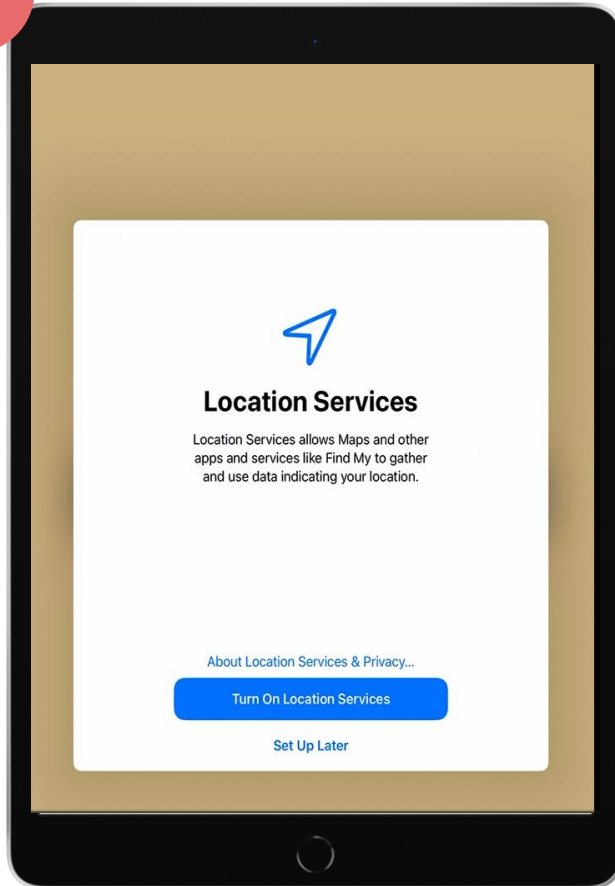 Location Services
Location Services allows Maps and other
apps and services like Find My to gather
and use data indicating your location.
About Location Services & Privacy...
Turn On Location Services
Set Up Later